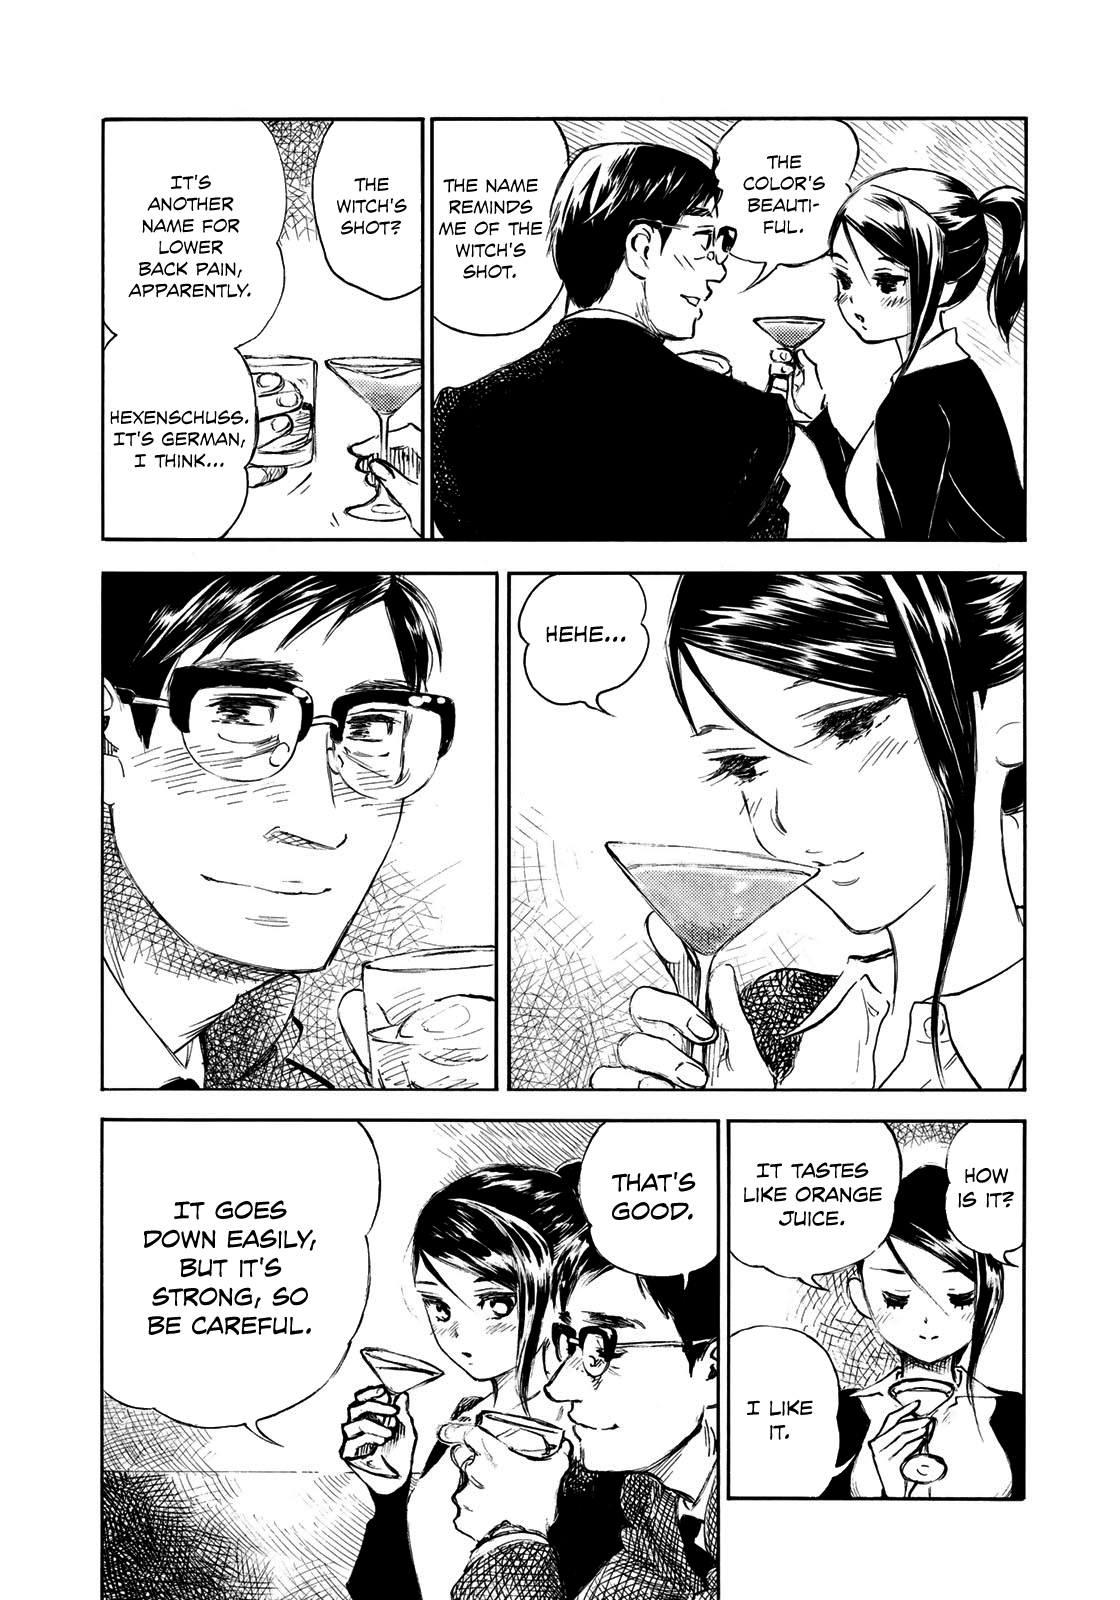 THE
COLOR'S
BEAUTI-
FUL.
THE NAME
REMINDS
ME OF THE
WITCH'S
SHOT.
THE
WITCH'S
SHOT?
IT'S
ANOTHER
NAME FOR
LOWER
BACK PAIN,
APPARENTLY.
HEXENSCHUSS.
IT'S GERMAN,
I THINK...
HEHE...
HOW
IS IT?
IT TASTES
LIKE ORANGE
JUICE.
I LIKE
IT.
THAT'S
GOOD.
IT GOES
DOWN EASILY,
BUT IT'S
STRONG, SO
BE CAREFUL.